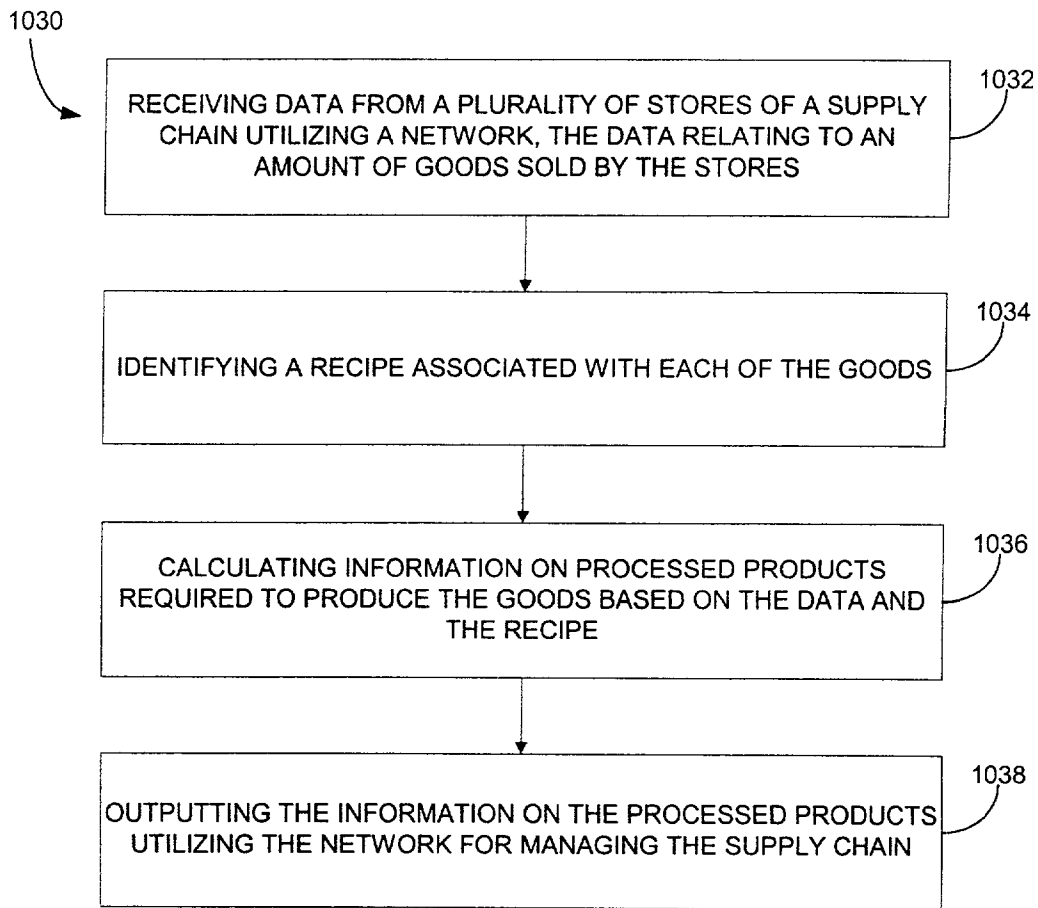 1030
1032
RECEIVING DATA FROM A PLURALITY OF STORES OF A SUPPLY
CHAIN UTILIZING A NETWORK, THE DATA RELATING TO AN
AMOUNT OF GOODS SOLD BY THE STORES
1034
IDENTIFYING A RECIPE ASSOCIATED WITH EACH OF THE GOODS
1036
CALCULATING INFORMATION ON PROCESSED PRODUCTS
REQUIRED TO PRODUCE THE GOODS BASED ON THE DATA AND
THE RECIPE
1038
OUTPUTTING THE INFORMATION ON THE PROCESSED PRODUCTS
UTILIZING THE NETWORK FOR MANAGING THE SUPPLY CHAIN